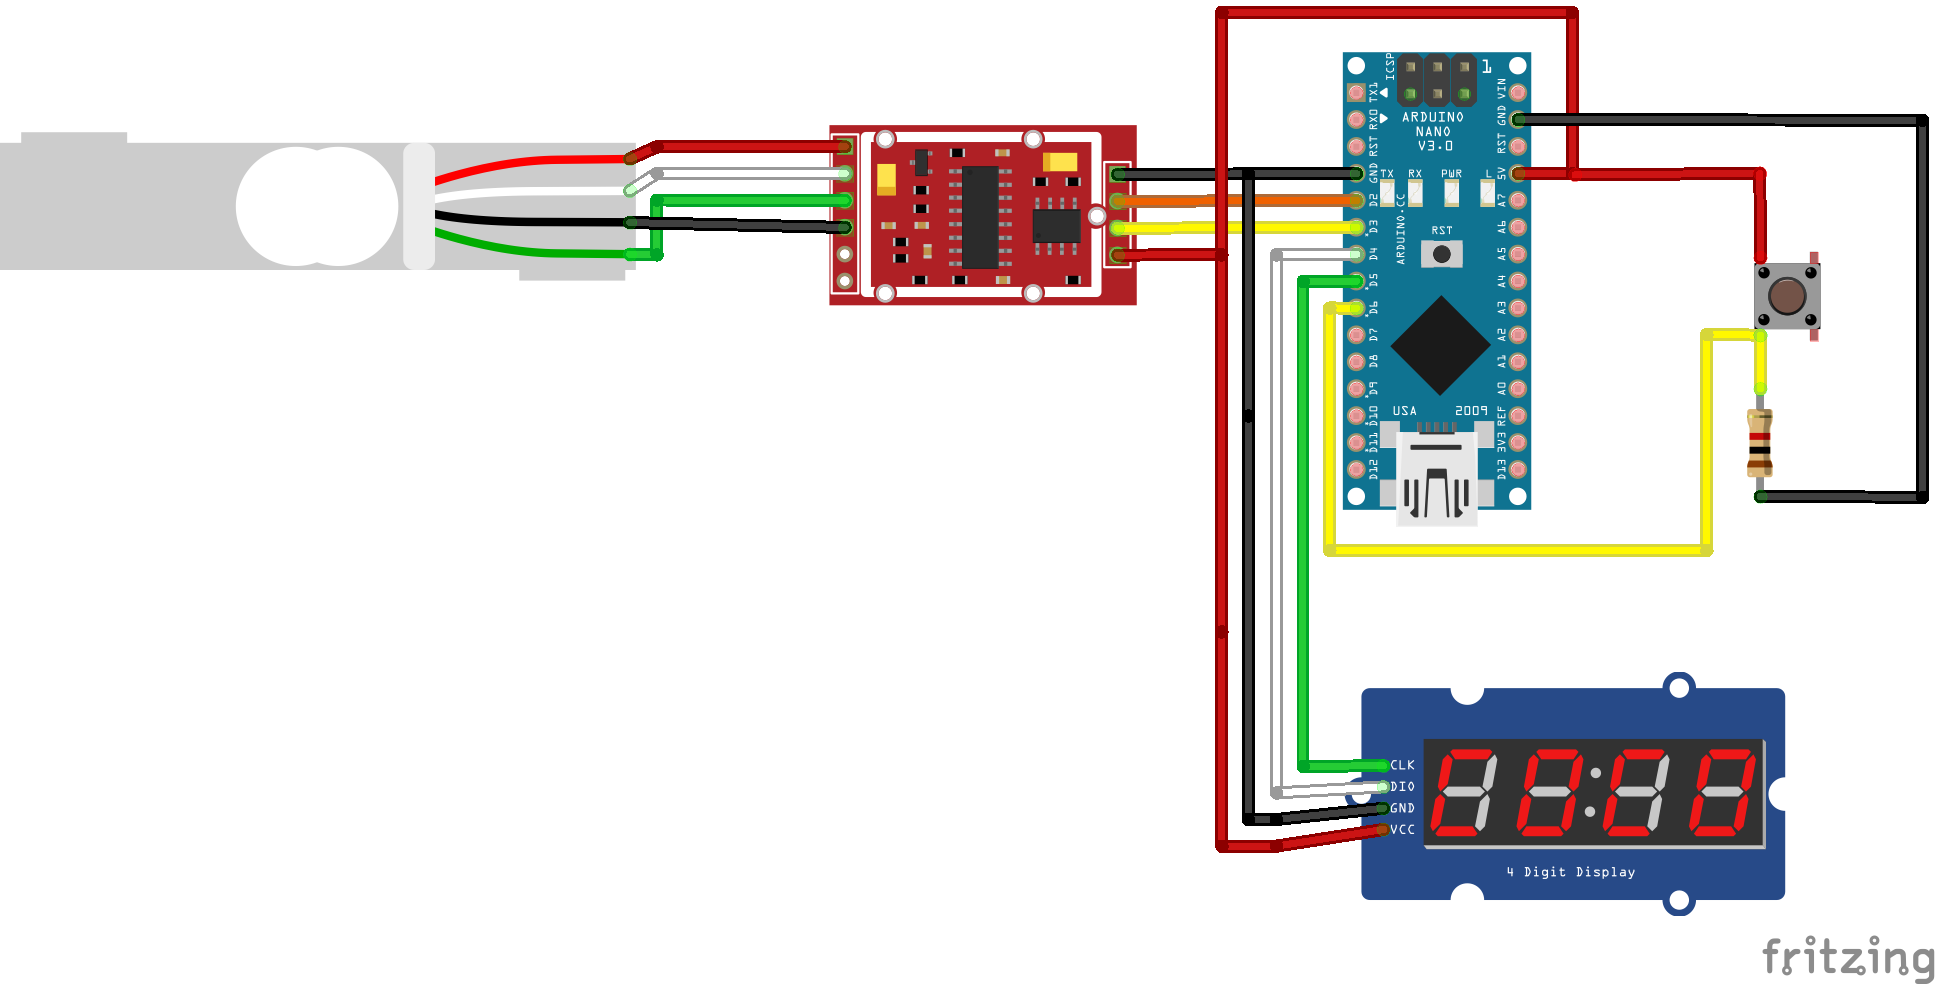 ICSP
1
TX1
RX0
RST
GND
D2
D3
D4
D5
D6
D7
D8
D9
D10
D11
D12
VIN
GND
RST
5V
A7
A6
A5
A4
A3
A2
A1
A0
REF
3V3
D13
ARDUINO
NANO
V3.0
TX RX PWR L
RST
ARDUINO.CC
USA 2009
CLK
DIO
GND
VCC
4 Digit Display
fritzing